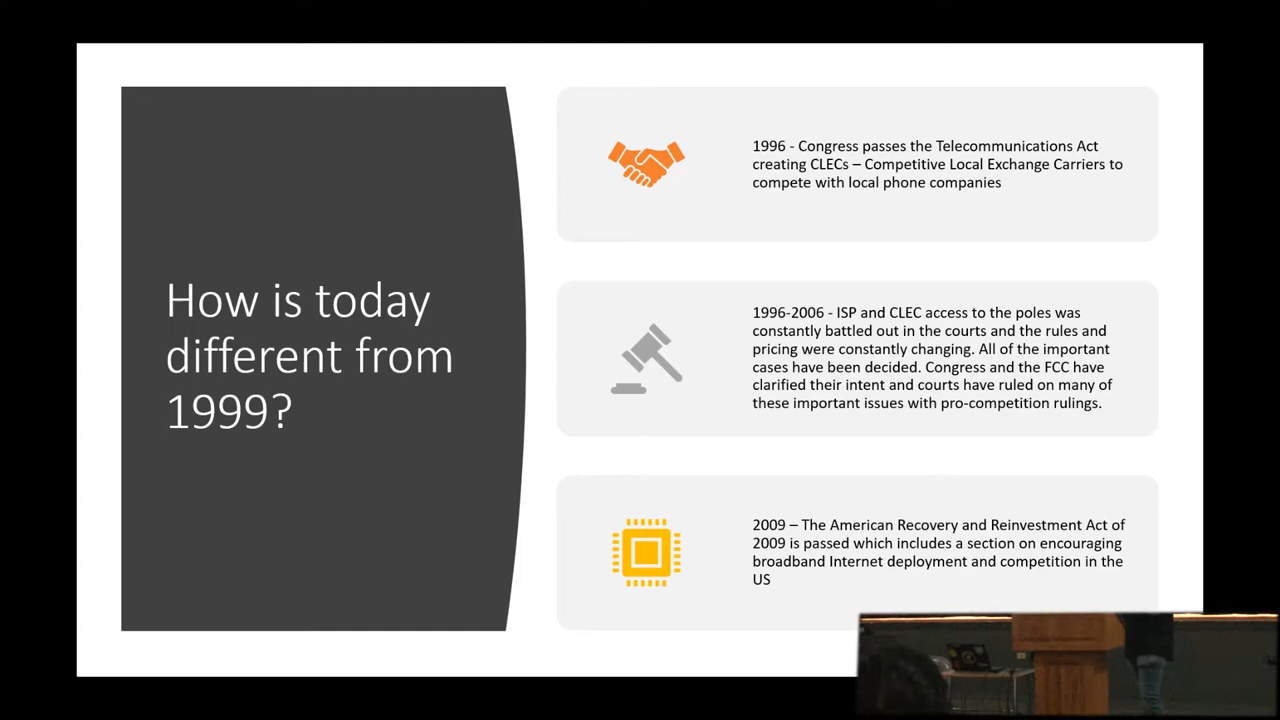 How is today
different from
1999?
1996 - Congress passes the Telecommunications Act
creating CLECs – Competitive Local Exchange Carriers to
compete with local phone companies
1996-2006 - ISP and CLEC access to the poles was
constantly battled out in the courts and the rules and
pricing were constantly changing. All of the important
cases have been decided. Congress and the FCC have
clarified their intent and courts have ruled on many of
these important issues with pro-competition rulings.
2009 – The American Recovery and Reinvestment Act of
2009 is passed which includes a section on encouraging
broadband Internet deployment and competition in the
US